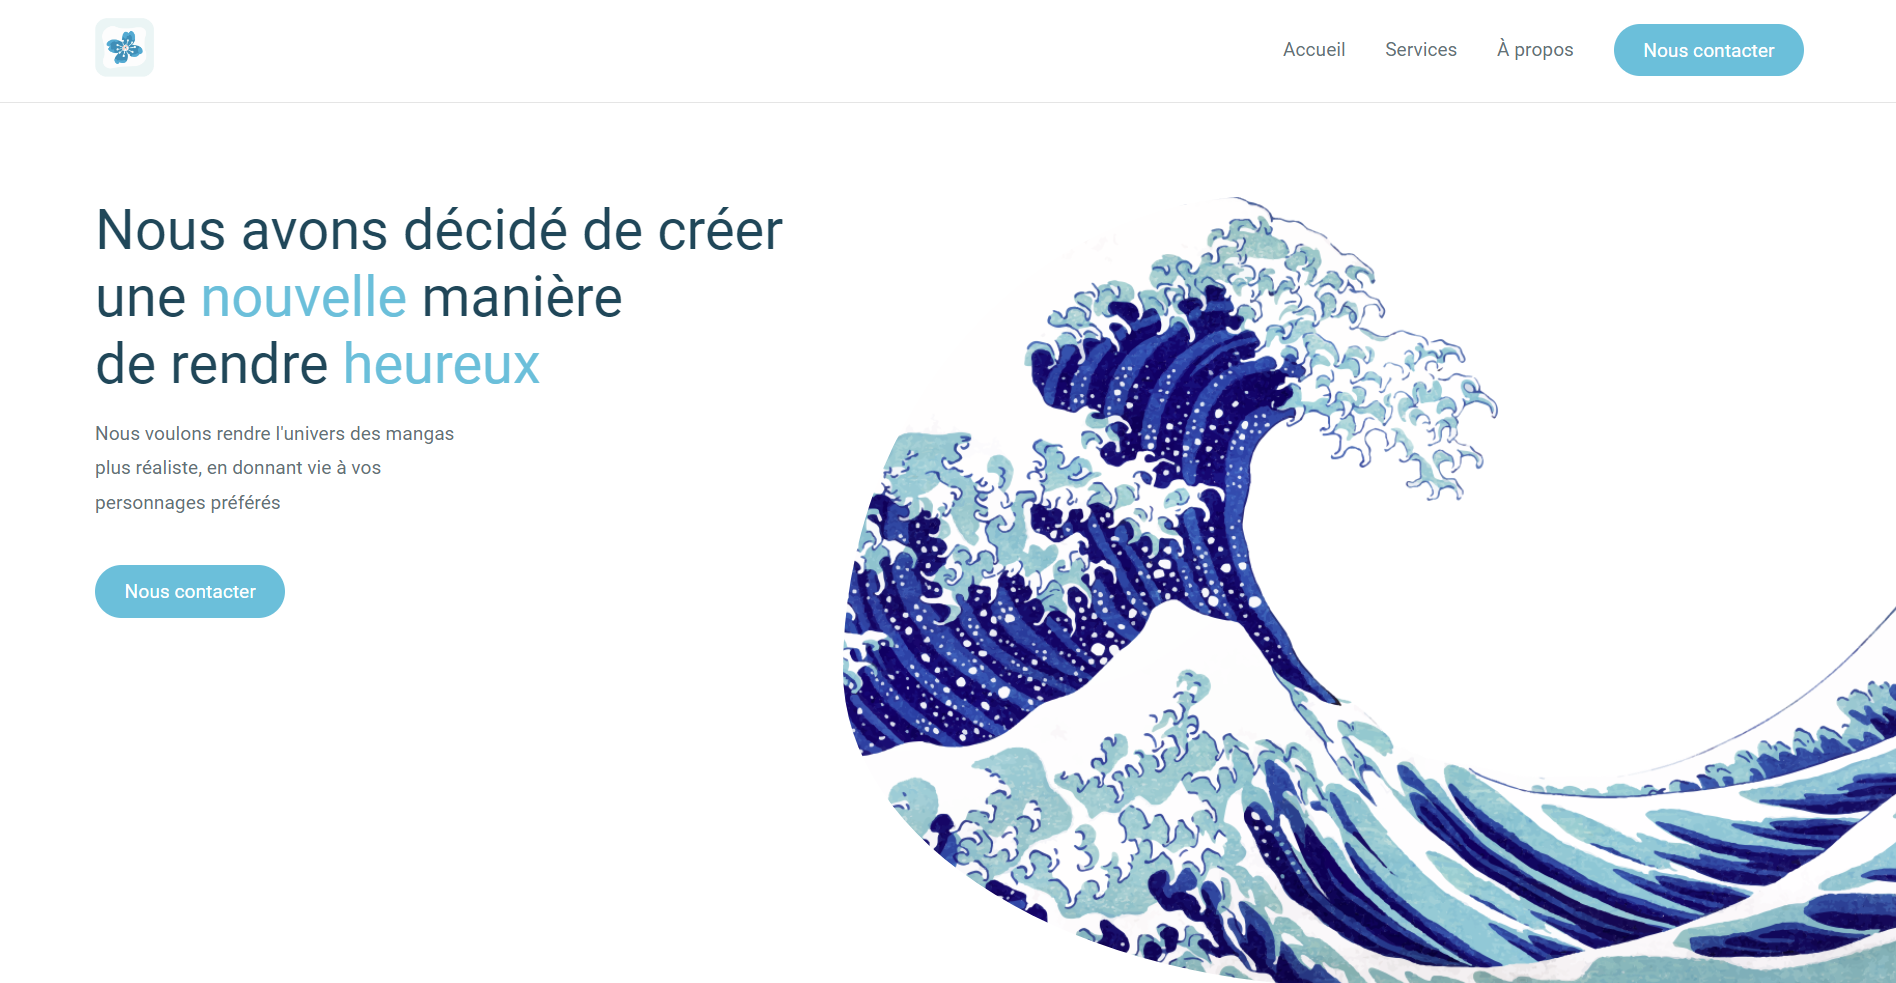 Accueil
Services
À propos
Nous contacter
Nous avons décidé de créer
une nouvelle manière
de rendre heureux
Nous voulons rendre l'univers des mangas
plus réaliste, en donnant vie à vos
personnages préférés
Nous contacter